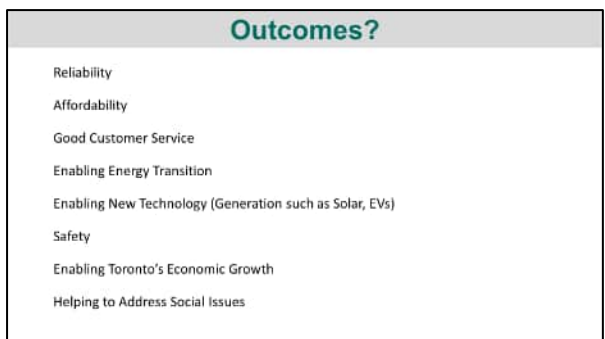 Outcomes?
Reliability
Affordability
Good Customer Service
Enabling Energy Transition
Enabling New Technology (Generation such as Solar, EVs)
Safety
Enabling Toronto's Economic Growth
Helping to Address Social Issues